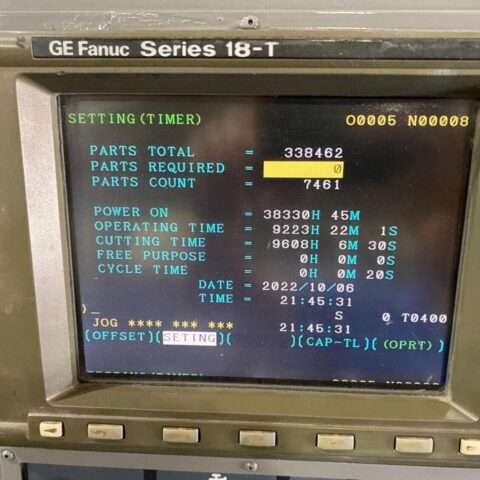 GE Fanuc Series 18-T
SETTING(TIMER) O0005 N00008
PARTS TOTAL = 338462
PARTS REQUIRED = 0
PARTS COUNT = 7461
POWER ON = 38330H 45M
OPERATING TIME = 9223H 22M 1S
CUTTING TIME = 9608H 6M 30S
FREE PURPOSE = 0H 0M 0S
CYCLE TIME = 0H 0M 20S
DATE = 2022/10/06
TIME = 21:45:31
)_ S 0 T0400
JOG **** *** *** 21:45:31
(OFFSET)(SETING)( )(CAP-TL)((OPRT))